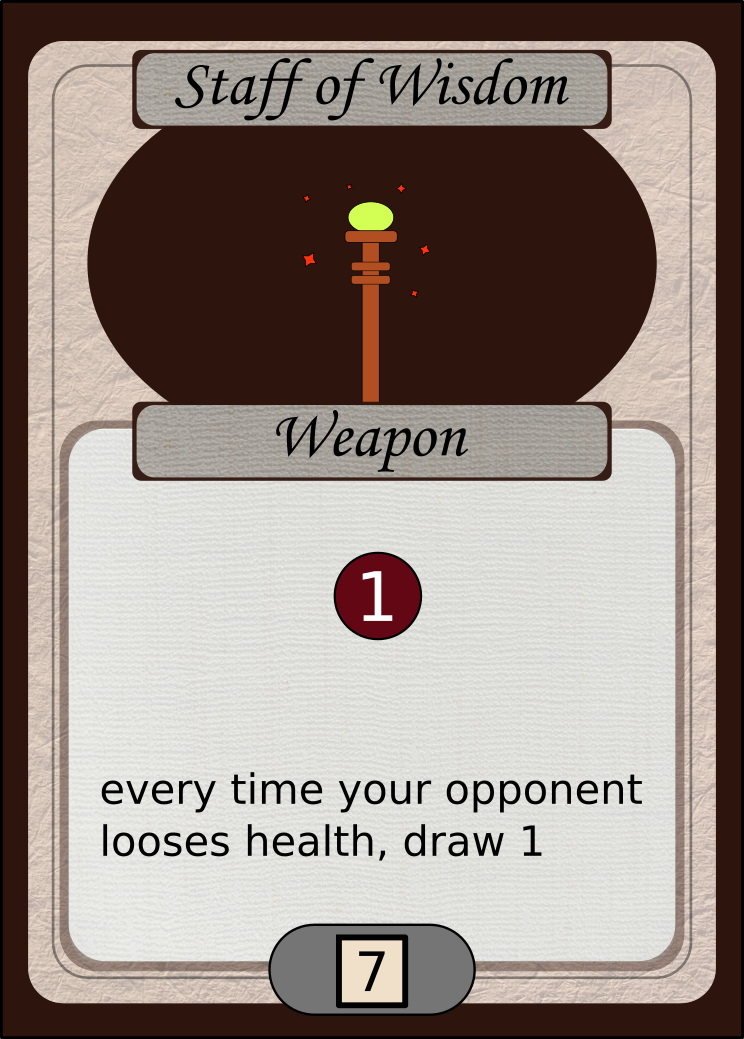 Staff of Wisdom
Weapon
1
every time your opponent
looses health, draw 1
7